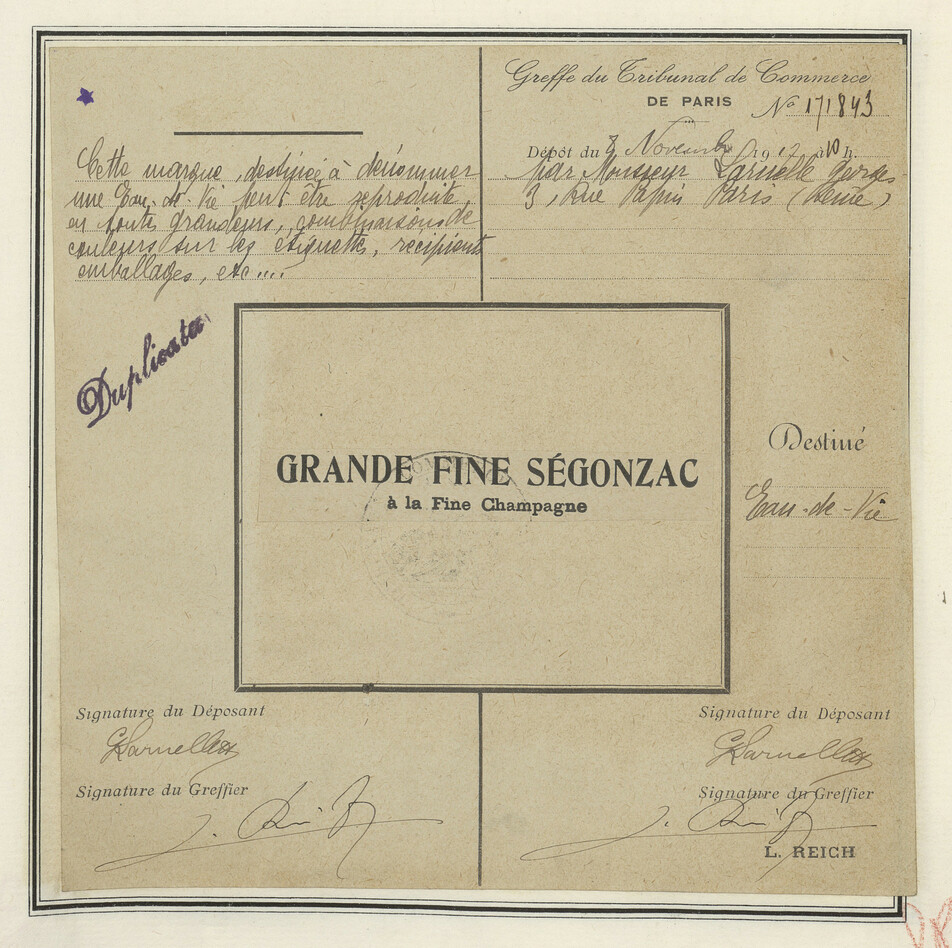 Greffe du Tribunal de Commerce
DE PARIS
No 171843
Dépôt du 2 Novembre 1917 à 10 h.
Par Monsieur Larnelle Georges
3, Rue Papin Paris (Seine)
Cette marque, destinée à dénommer
une Eau-de-Vie peut être reproduite,
en toutes grandeurs, combinaisons de
couleurs sur les étiquettes, récipients
emballages, etc....
Duplicata
GRANDE FINE SÉGONZAC
à la Fine Champagne
Destiné
Eau-de-Vie
Signature du Déposant
Signature du Greffier
Signature du Déposant
Signature du Greffier
L. REICH